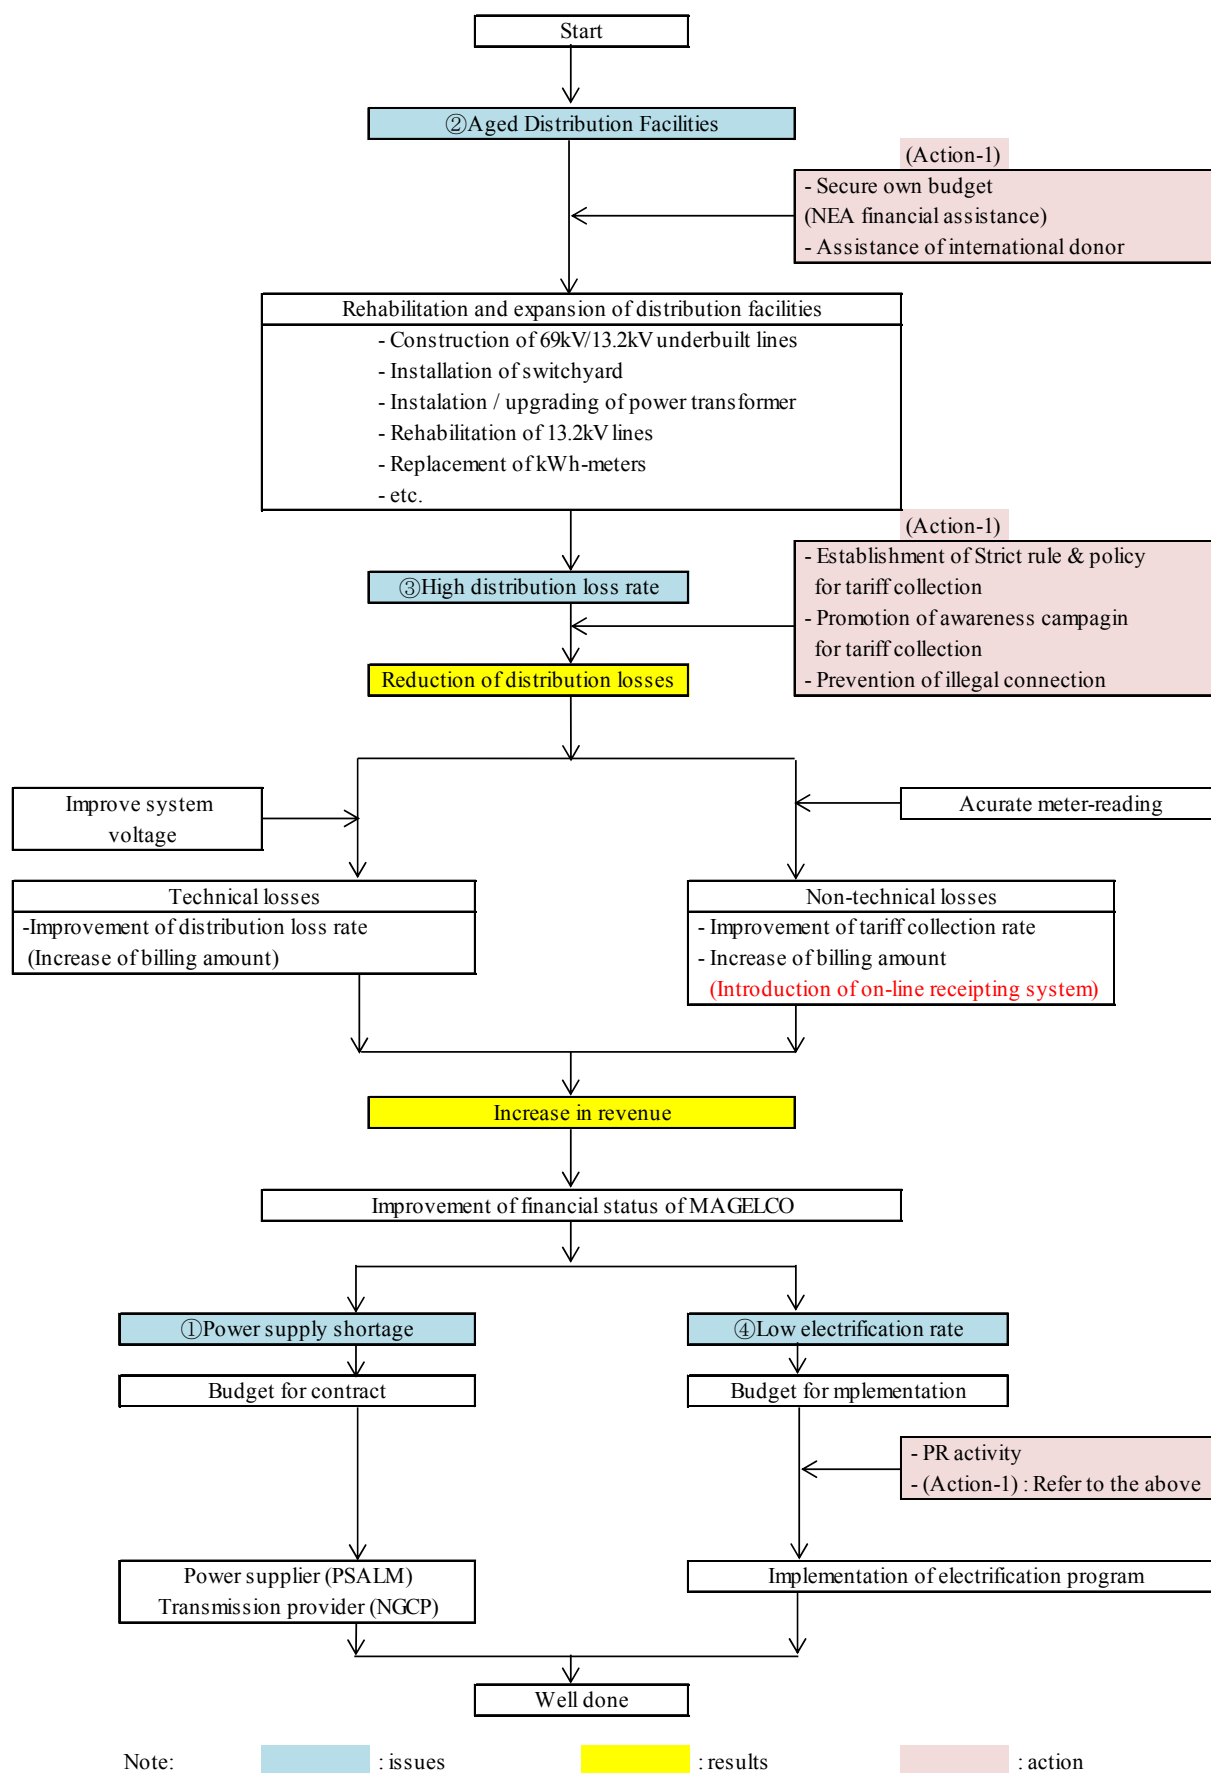 Start
②Aged Distribution Facilities
(Action-1)
- Secure own budget
(NEA financial assistance)
- Assistance of international donor
Rehabilitation and expansion of distribution facilities
- Construction of 69kV/13.2kV underbuilt lines
- Installation of switchyard
- Instalation / upgrading of power transformer
- Rehabilitation of 13.2kV lines
- Replacement of kWh-meters
- etc.
(Action-1)
- Establishment of Strict rule & policy
for tariff collection
- Promotion of awareness campagin
for tariff collection
- Prevention of illegal connection
③High distribution loss rate
Reduction of distribution losses
Improve system
voltage
Acurate meter-reading
Technical losses
-Improvement of distribution loss rate
(Increase of billing amount)
Non-technical losses
- Improvement of tariff collection rate
- Increase of billing amount
(Introduction of on-line receipting system)
Increase in revenue
Improvement of financial status of MAGELCO
①Power supply shortage
④Low electrification rate
Budget for contract
Budget for mplementation
- PR activity
- (Action-1) : Refer to the above
Power supplier (PSALM)
Transmission provider (NGCP)
Implementation of electrification program
Well done
Note: : issues : results : action